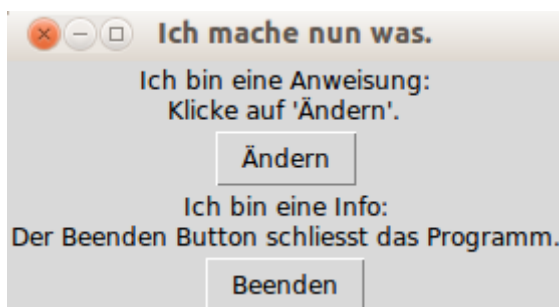 Ich mache nun was.
Ich bin eine Anweisung:
Klicke auf 'Ändern'.
Ändern
Ich bin eine Info:
Der Beenden Button schliesst das Programm.
Beenden